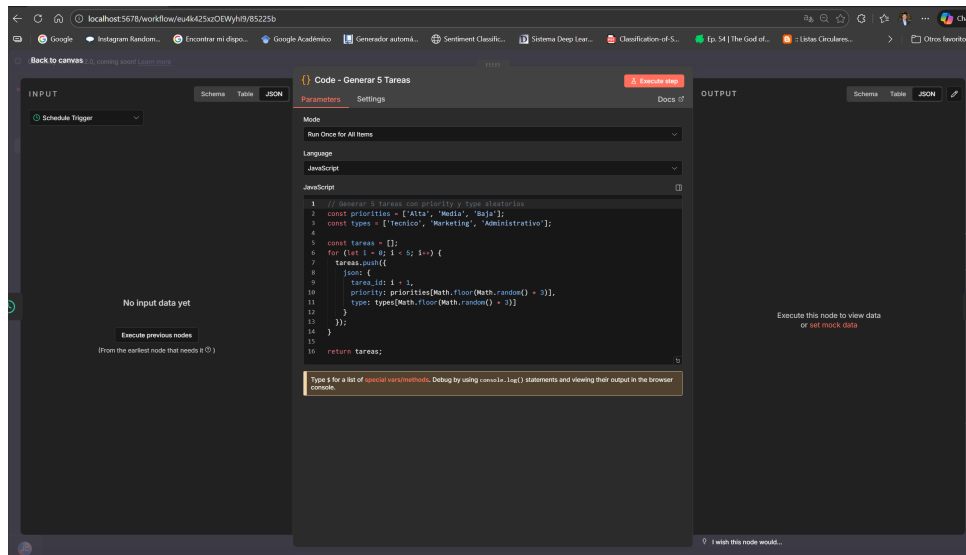 localhost:5678/workflow/eu4k425xzOEWyhI9/85225b
Google
Instagram Random...
Encontrar mi dispo...
Google Académico
Generador automá...
Sentiment Classific...
Sistema Deep Lear...
Classification-of-S...
Ep. 54 | The God of...
:: Listas Circulares...
Otros favorito
Back to canvas
2.0, coming soon! Learn more
Code - Generar 5 Tareas
Execute step
Parameters
Settings
Docs
INPUT
Schema
Table
JSON
Schedule Trigger
No input data yet
Execute previous nodes
(From the earliest node that needs it )
Mode
Run Once for All Items
Language
JavaScript
JavaScript
1 // Generar 5 tareas con priority y type aleatorios
2 const priorities = ['Alta', 'Media', 'Baja'];
3 const types = ['Tecnico', 'Marketing', 'Administrativo'];
4
5 const tareas = [];
6 for (let i = 0; i < 5; i++) {
7 tareas.push({
8 json: {
9 tarea_id: i + 1,
10 priority: priorities[Math.floor(Math.random() * 3)],
11 type: types[Math.floor(Math.random() * 3)]
12 }
13 });
14 }
15
16 return tareas;
Type $ for a list of special vars/methods. Debug by using console.log() statements and viewing their output in the browser
console.
OUTPUT
Schema
Table
JSON
Execute this node to view data
or set mock data
I wish this node would...